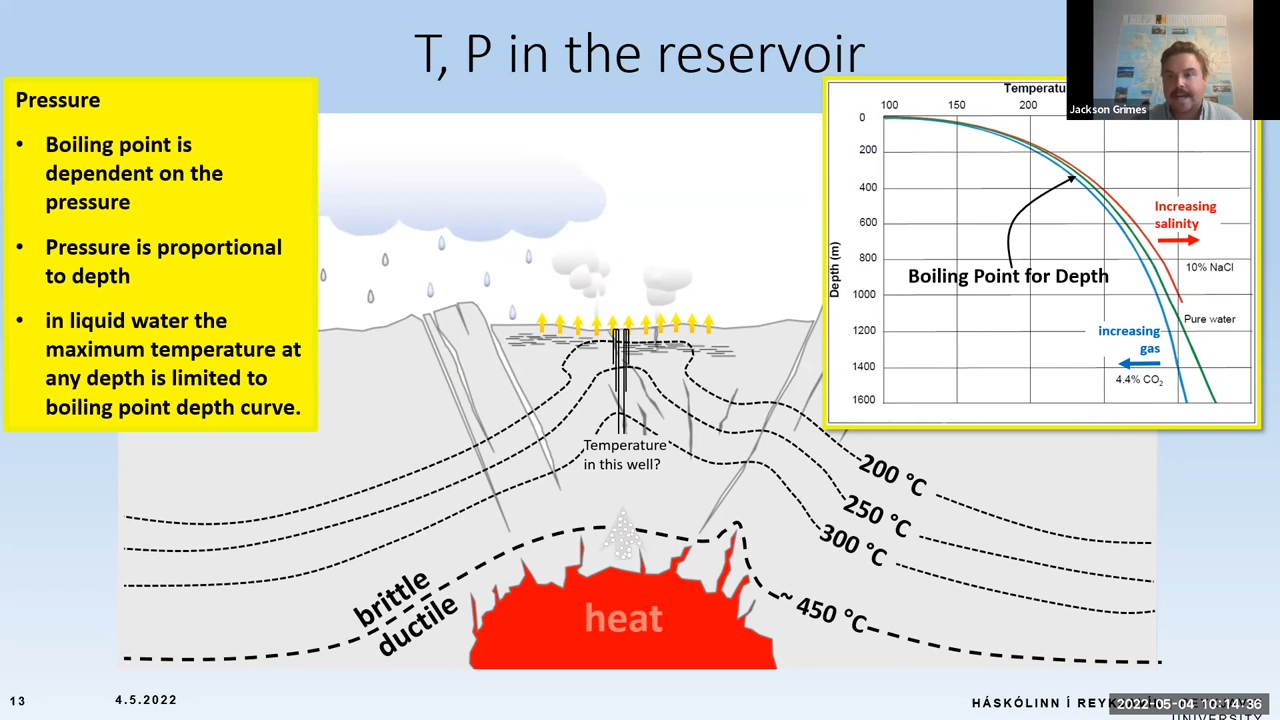 T, P in the reservoir
Pressure
• Boiling point is
dependent on the
pressure
• Pressure is proportional
to depth
• in liquid water the
maximum temperature at
any depth is limited to
boiling point depth curve.
Jackson Grimes
100 150 200
Depth (m)
0
200
400
600
800
1000
1200
1400
1600
Increasing
salinity
10% NaCl
Boiling Point for Depth
Pure water
increasing
gas
4.4% CO₂
Temperature
in this well?
200 °C
250 °C
300 °C
~ 450 °C
brittle
ductile
heat
13
4.5.2022
HÁSKÓLINN Í
2022-05-04 10:14:36
UNIVERSITY